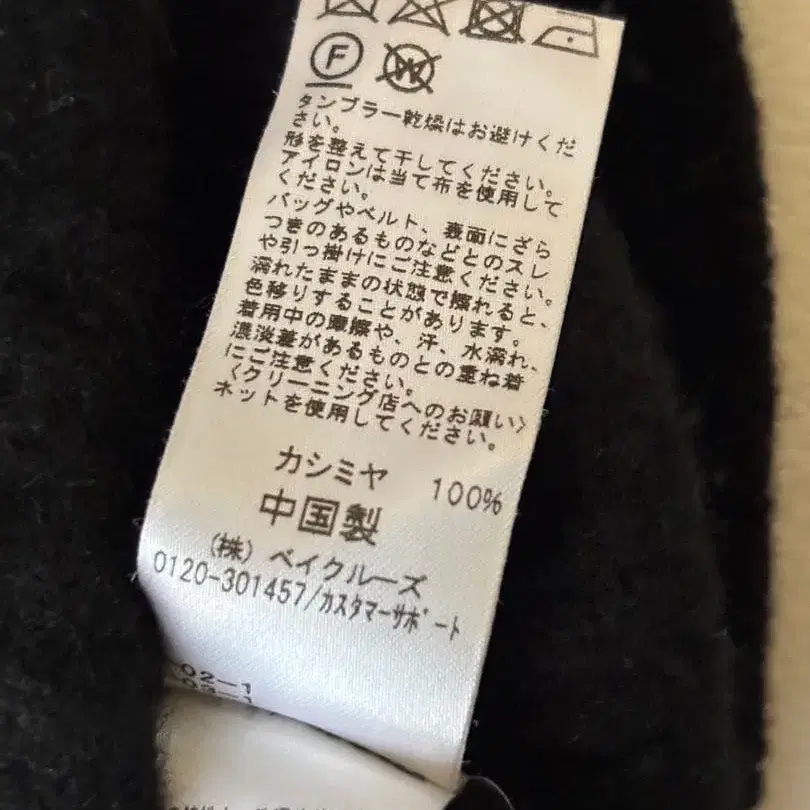 F W
タンブラー乾燥はお避けくだ
さい。
形を整えて干してください。
アイロンは当て布を使用して
ください。
バッグやベルト、表面にざら
つきのあるものなどとのスレ
や引っ掛けにご注意ください。
濡れたままの状態で擦れると、
色移りすることがあります。
着用中の摩擦や、汗、水濡れ、
濃淡差があるものとの重ね着
にご注意ください。
〈クリーニング店へのお願い〉
ネットを使用してください。
カシミヤ 100%
中国製
(株) ベイクルーズ
0120-301457/カスタマーサポート
02-1
03-1